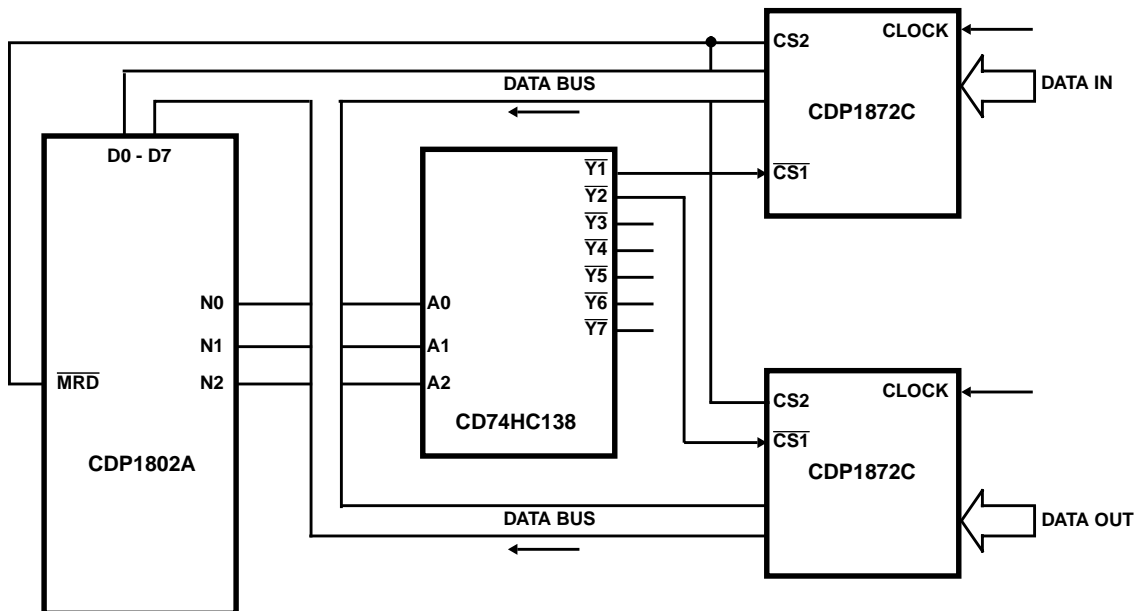 CS2
CLOCK
DATA BUS
DATA IN
CDP1872C
D0 - D7
Y1
CS1
Y2
Y3
Y4
Y5
Y6
Y7
N0
A0
N1
A1
MRD
N2
A2
CLOCK
CS2
CD74HC138
CS1
CDP1802A
CDP1872C
DATA BUS
DATA OUT